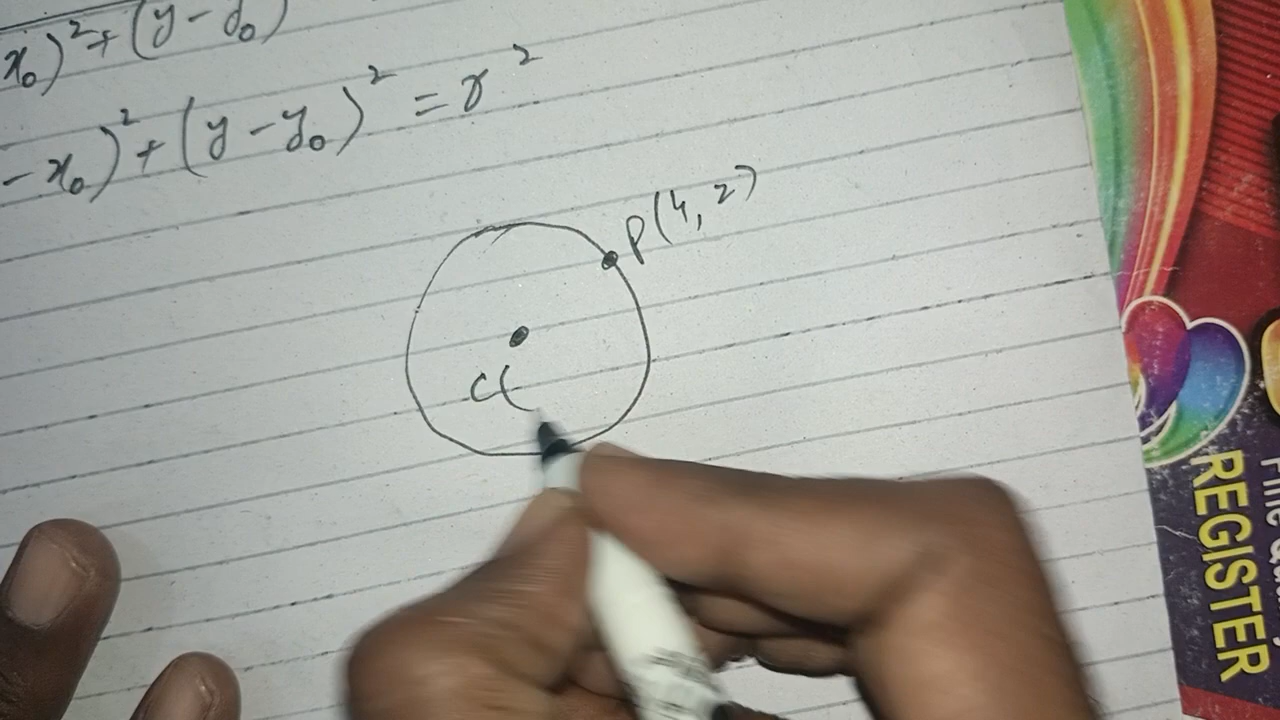 x₀)²+(y-y₀)
-x₀)²+(y-y₀)²=r²
P(4,2)
C(
REGISTER